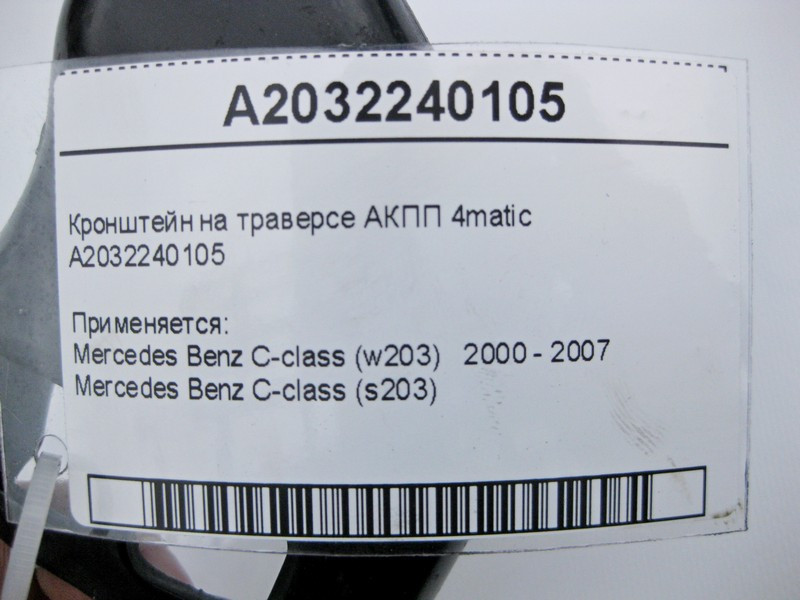 A2032240105
Кронштейн на траверсе АКПП 4matic
A2032240105
Применяется:
Mercedes Benz C-class (w203) 2000 - 2007
Mercedes Benz C-class (s203)